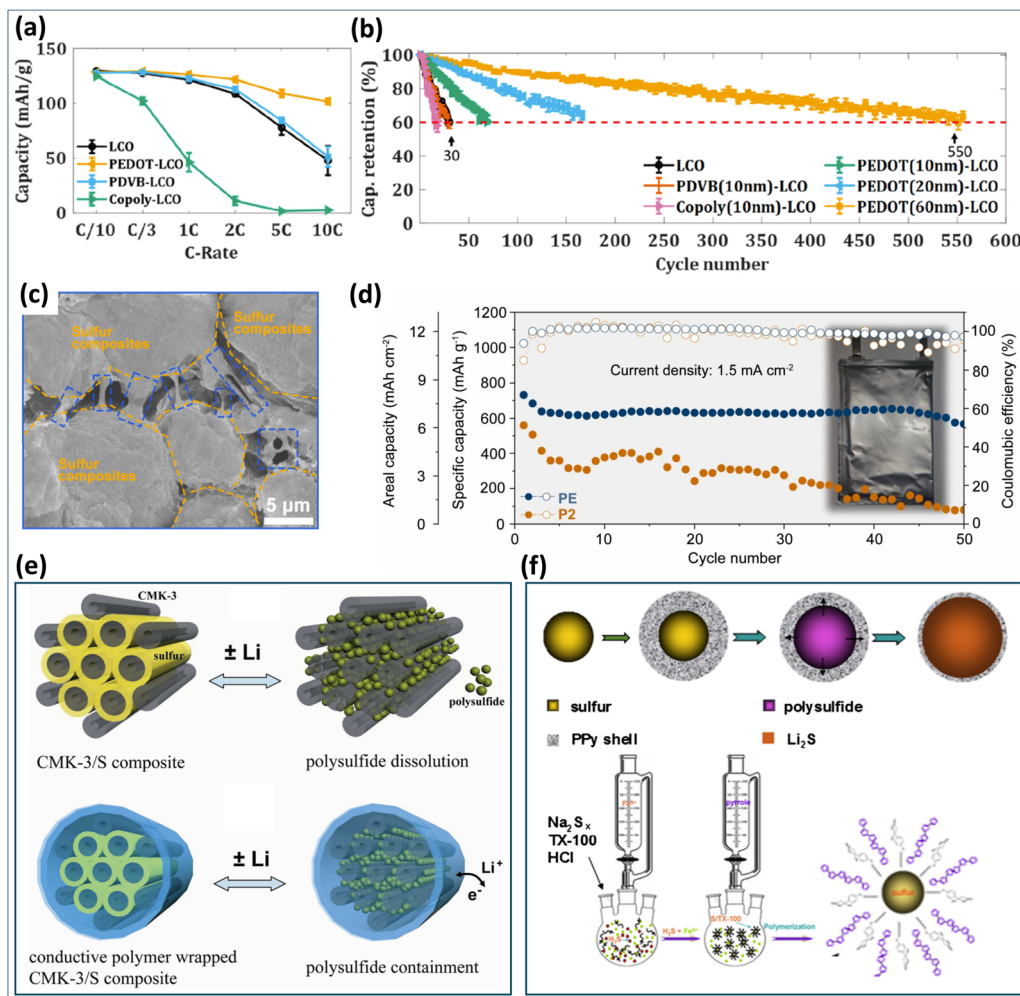 (a)
Capacity (mAh/g)
150
100
50
0
LCO
PEDOT-LCO
PDVB-LCO
Copoly-LCO
C/10 C/3 1C 2C 5C 10C
C-Rate
(b)
Cap. retention (%)
100
80
60
40
20
0
30
550
LCO
PDVB(10nm)-LCO
Copoly(10nm)-LCO
PEDOT(10nm)-LCO
PEDOT(20nm)-LCO
PEDOT(60nm)-LCO
50 100 150 200 250 300 350 400 450 500 550 600
Cycle number
(c)
Sulfur
composites
Sulfur
composites
Sulfur
composites
5 μm
(d)
Areal capacity (mAh cm⁻²)
12
9
6
3
0
Specific capacity (mAh g⁻¹)
1200
1100
1000
900
800
700
600
400
200
0
Current density: 1.5 mA cm⁻²
PE
P2
Coulombic efficiency (%)
100
80
60
40
20
0
0 10 20 30 40 50
Cycle number
(e)
CMK-3
sulfur
± Li
polysulfide
CMK-3/S composite
polysulfide dissolution
± Li
Li⁺
e⁻
conductive polymer wrapped
CMK-3/S composite
polysulfide containment
(f)
sulfur
polysulfide
PPy shell
Li₂S
Na₂Sₓ
TX-100
HCl
pyrrole
H₂S
H₂S + Fe³⁺
S/TX-100
Polymerization
sulfur